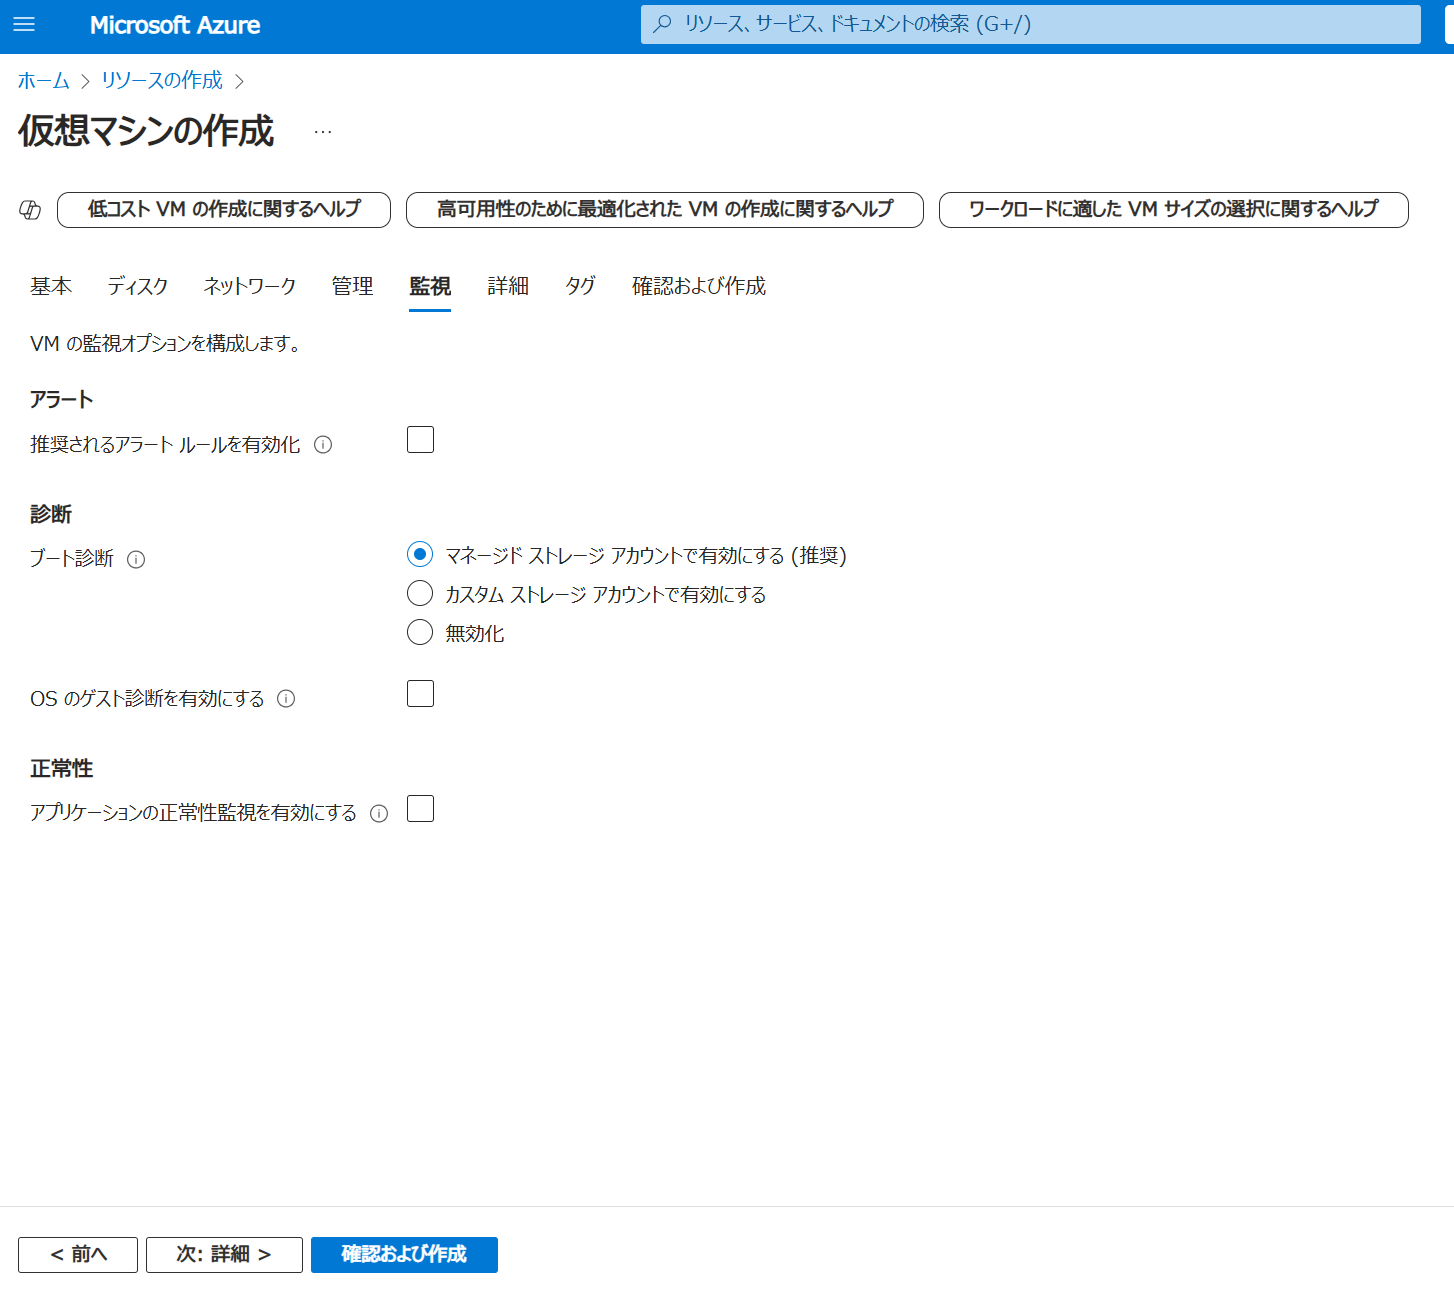 Microsoft Azure
リソース、サービス、ドキュメントの検索 (G+/)
ホーム > リソースの作成 >
仮想マシンの作成 ...
低コスト VM の作成に関するヘルプ
高可用性のために最適化された VM の作成に関するヘルプ
ワークロードに適した VM サイズの選択に関するヘルプ
基本 ディスク ネットワーク 管理 監視 詳細 タグ 確認および作成
VM の監視オプションを構成します。
アラート
推奨されるアラート ルールを有効化
診断
ブート診断
マネージド ストレージ アカウントで有効にする (推奨)
カスタム ストレージ アカウントで有効にする
無効化
OS のゲスト診断を有効にする
正常性
アプリケーションの正常性監視を有効にする
< 前へ
次: 詳細 >
確認および作成